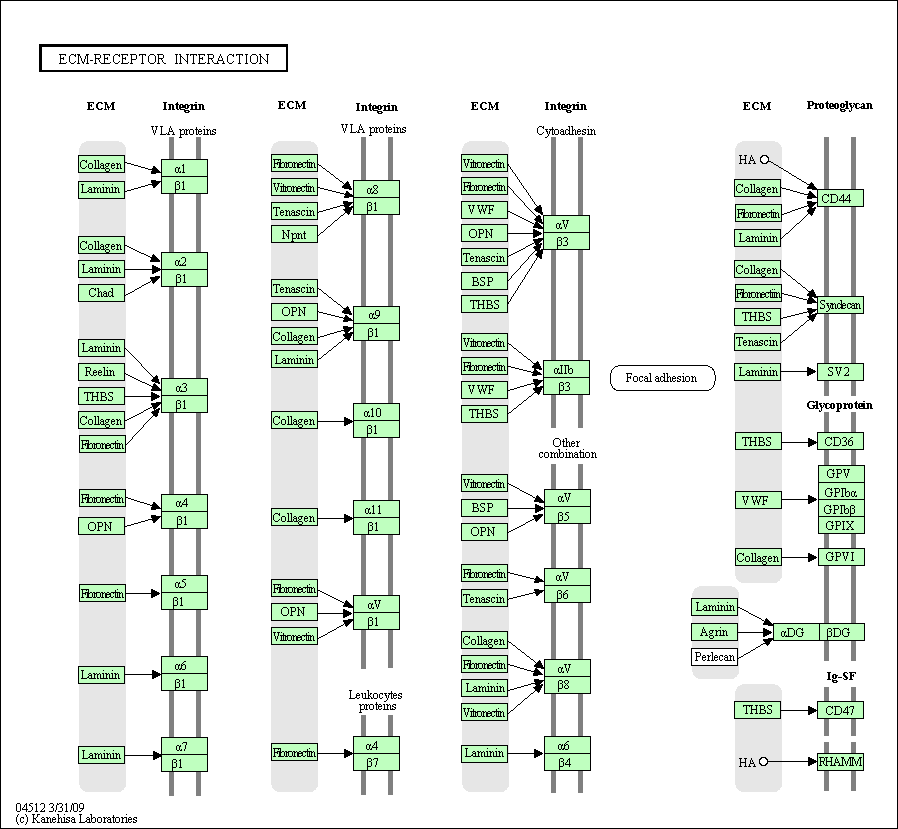 ECM-RECEPTOR INTERACTION
ECM
Integrin
VLA proteins
Collagen
Laminin
α1
β1
Collagen
Laminin
Chad
α2
β1
Laminin
Reelin
THBS
Collagen
Fibronectin
α3
β1
Fibronectin
OPN
α4
β1
Fibronectin
α5
β1
Laminin
α6
β1
Laminin
α7
β1
ECM
Integrin
VLA proteins
Fibronectin
Vitronectin
Tenascin
Npnt
α8
β1
Tenascin
OPN
Collagen
Laminin
α9
β1
Collagen
α10
β1
Collagen
α11
β1
Fibronectin
OPN
Vitronectin
αV
β1
Leukocytes
proteins
Fibronectin
α4
β7
ECM
Integrin
Cytoadhesin
Vitronectin
Fibronectin
VWF
OPN
Tenascin
BSP
THBS
αV
β3
Vitronectin
Fibronectin
VWF
THBS
αIIb
β3
Other
combination
Vitronectin
BSP
OPN
αV
β5
Fibronectin
Tenascin
αV
β6
Collagen
Fibronectin
Laminin
Vitronectin
αV
β8
Laminin
α6
β4
Focal adhesion
ECM
Proteoglycan
HA
Collagen
Fibronectin
Laminin
CD44
Collagen
Fibronectin
THBS
Tenascin
Syndecan
Laminin
SV2
Glycoprotein
THBS
CD36
VWF
GPV
GPIbα
GPIbβ
GPIX
Collagen
GPVI
Laminin
Agrin
Perlecan
αDG
βDG
Ig-SF
THBS
CD47
HA
RHAMM
04512 3/31/09
(c) Kanehisa Laboratories